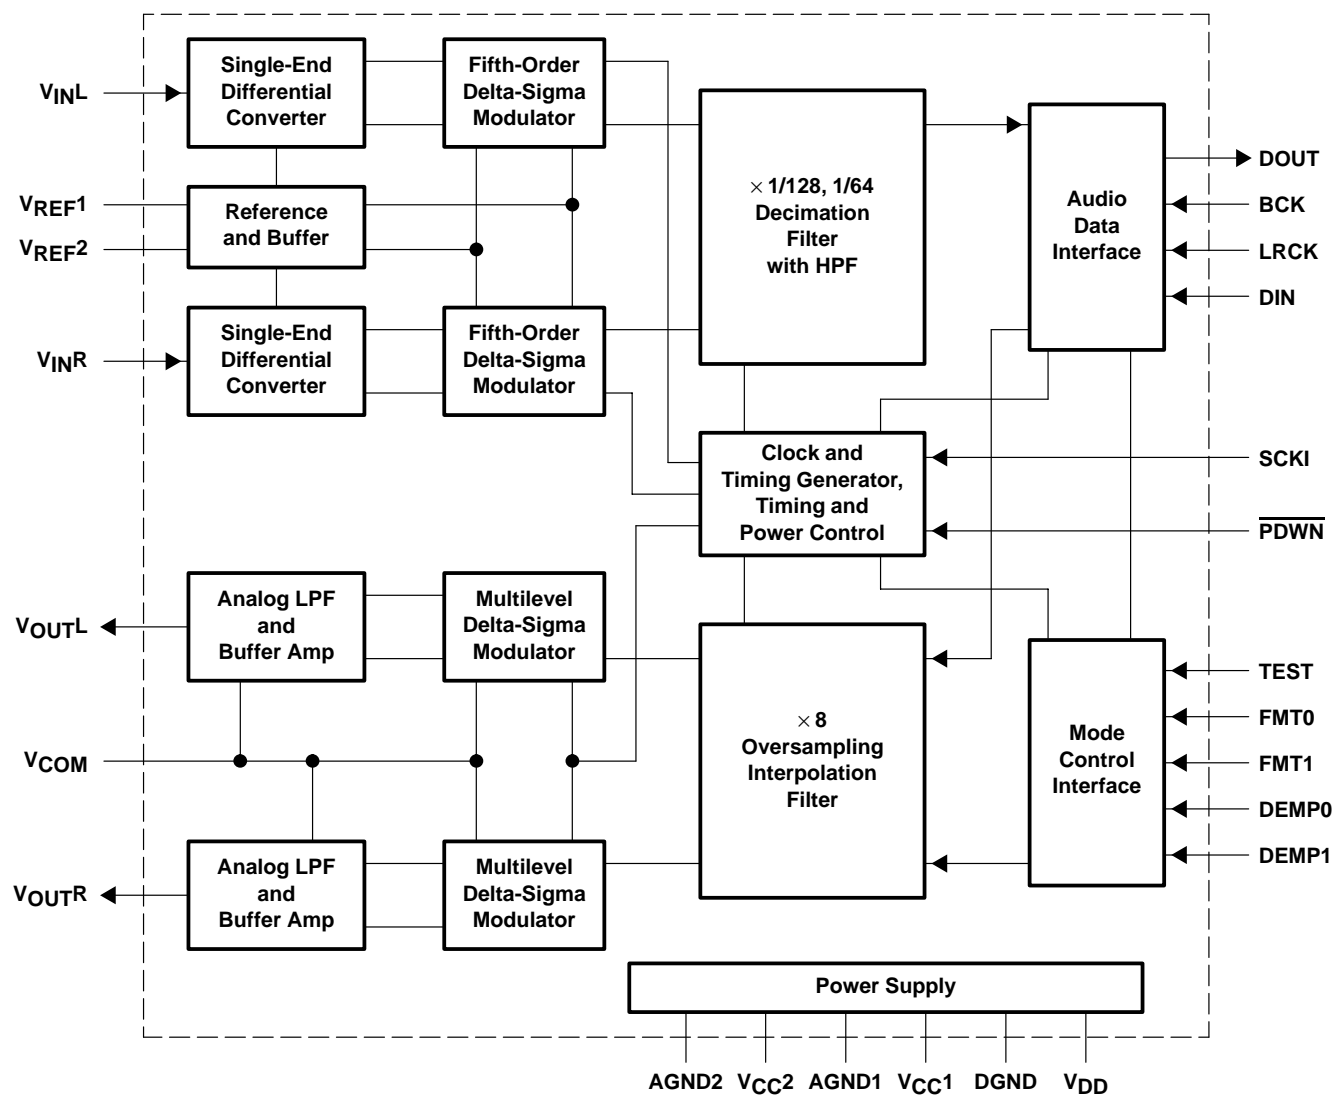 Single-End
Differential
Converter
Fifth-Order
Delta-Sigma
Modulator
VINL
× 1/128, 1/64
Decimation
Filter
with HPF
Audio
Data
Interface
DOUT
BCK
LRCK
DIN
VREF1
VREF2
Reference
and Buffer
Single-End
Differential
Converter
Fifth-Order
Delta-Sigma
Modulator
VINR
Clock and
Timing Generator,
Timing and
Power Control
SCKI
PDWN
Analog LPF
and
Buffer Amp
Multilevel
Delta-Sigma
Modulator
VOUTL
× 8
Oversampling
Interpolation
Filter
Mode
Control
Interface
TEST
FMT0
FMT1
DEMP0
DEMP1
VCOM
Analog LPF
and
Buffer Amp
Multilevel
Delta-Sigma
Modulator
VOUTR
Power Supply
AGND2 VCC2 AGND1 VCC1 DGND VDD